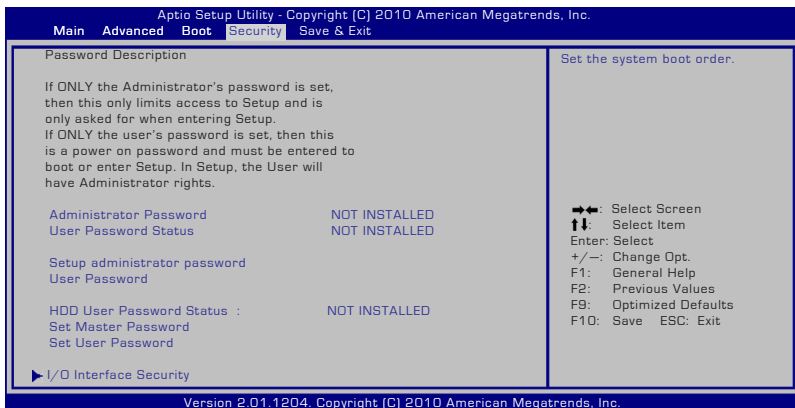 Aptio Setup Utility - Copyright (C) 2010 American Megatrends, Inc.
Main Advanced Boot Security Save & Exit
Password Description
If ONLY the Administrator's password is set,
then this only limits access to Setup and is
only asked for when entering Setup.
If ONLY the user's password is set, then this
is a power on password and must be entered to
boot or enter Setup. In Setup, the User will
have Administrator rights.
Administrator Password NOT INSTALLED
User Password Status NOT INSTALLED
Setup administrator password
User Password
HDD User Password Status : NOT INSTALLED
Set Master Password
Set User Password
I/O Interface Security
Set the system boot order.
→←: Select Screen
↑↓: Select Item
Enter: Select
+/—: Change Opt.
F1: General Help
F2: Previous Values
F9: Optimized Defaults
F10: Save ESC: Exit
Version 2.01.1204. Copyright (C) 2010 American Megatrends, Inc.